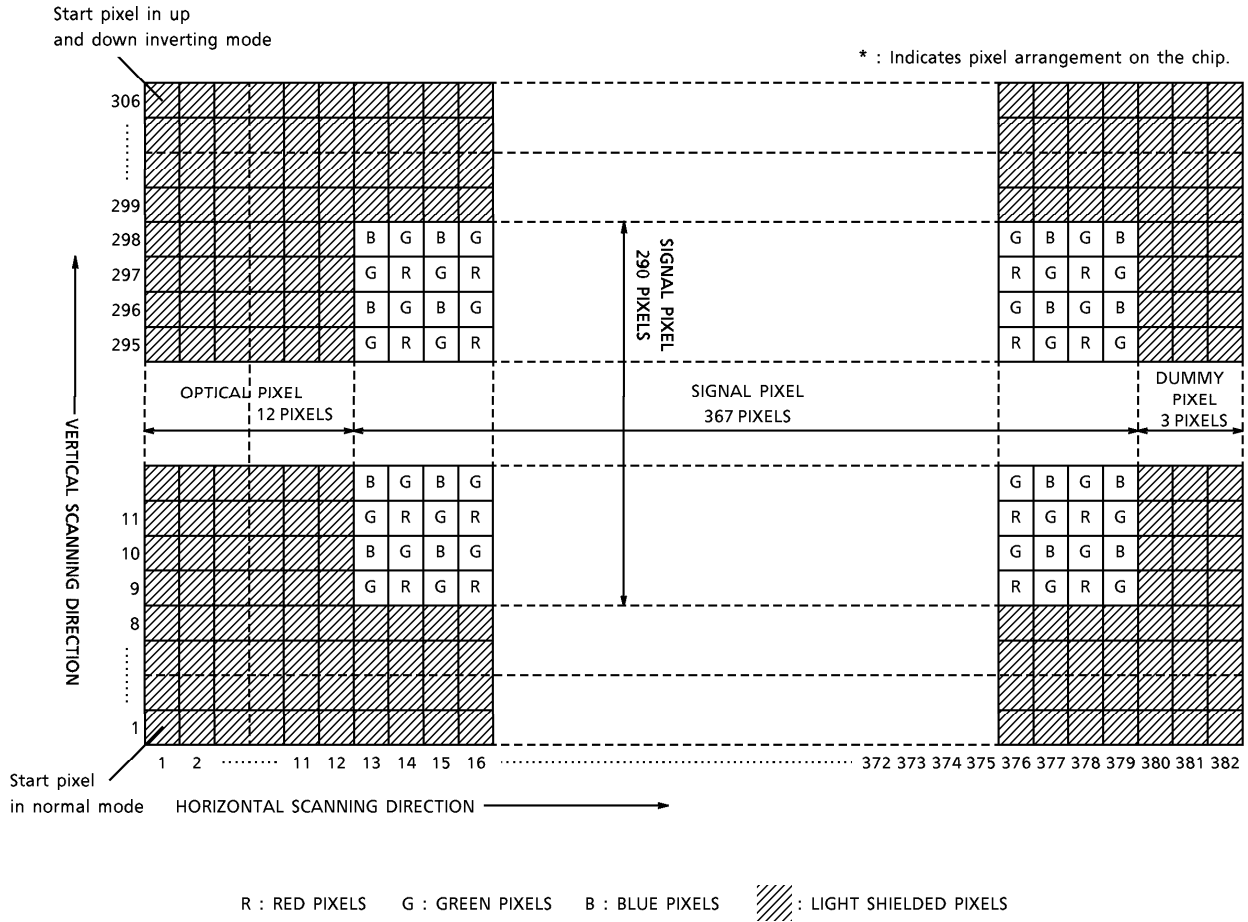 Start pixel in up
and down inverting mode
* : Indicates pixel arrangement on the chip.
306
299
298 B G B G G B G B
297 G R G R R G R G
296 B G B G G B G B
295 G R G R R G R G
SIGNAL PIXEL
290 PIXELS
OPTICAL PIXEL
12 PIXELS
SIGNAL PIXEL
367 PIXELS
DUMMY
PIXEL
3 PIXELS
VERTICAL SCANNING DIRECTION
B G B G G B G B
11 G R G R R G R G
10 B G B G G B G B
9 G R G R R G R G
8
1
1 2 ········ 11 12 13 14 15 16 ········ 372 373 374 375 376 377 378 379 380 381 382
Start pixel
in normal mode
HORIZONTAL SCANNING DIRECTION
R : RED PIXELS G : GREEN PIXELS B : BLUE PIXELS : LIGHT SHIELDED PIXELS